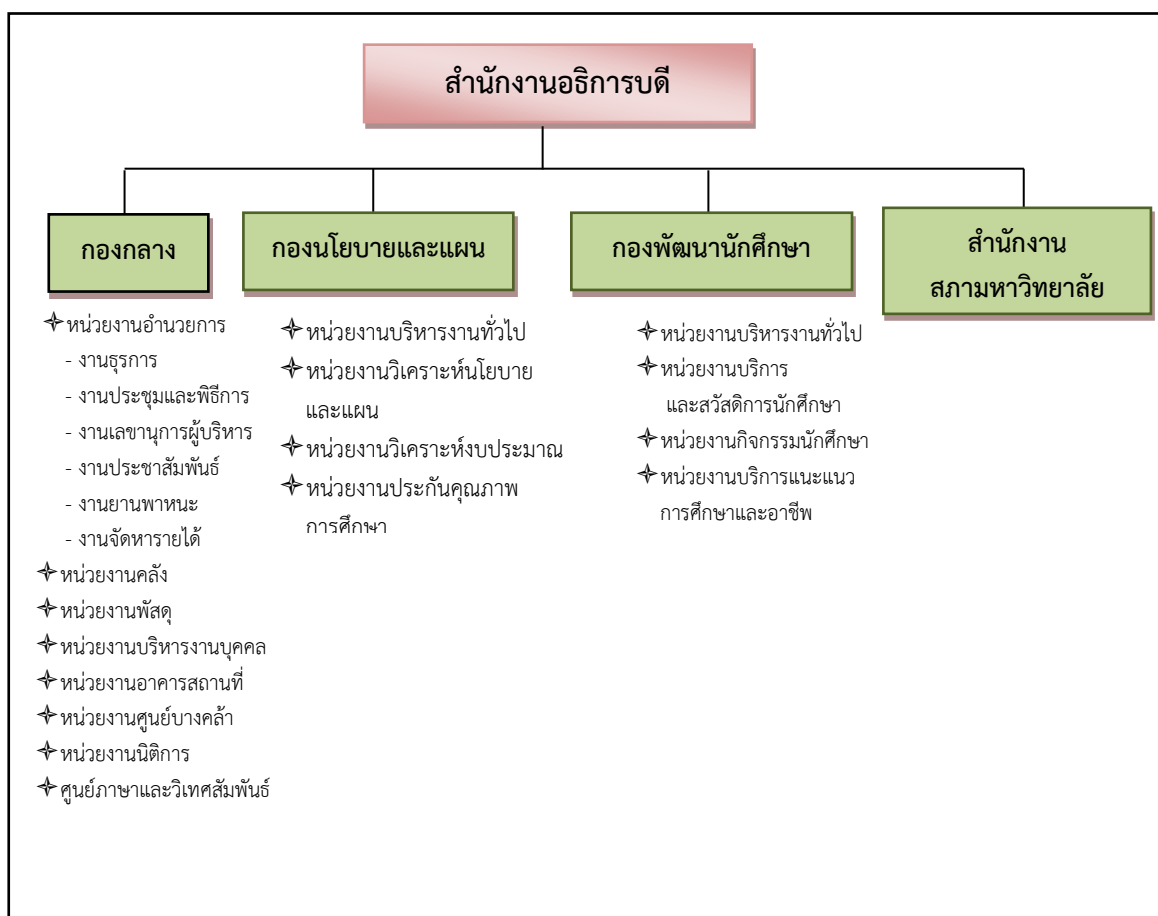 สำนักงานอธิการบดี
กองกลาง
หน่วยงานอำนวยการ
- งานธุรการ
- งานประชุมและพิธีการ
- งานเลขานุการผู้บริหาร
- งานประชาสัมพันธ์
- งานยานพาหนะ
- งานจัดหารายได้
หน่วยงานคลัง
หน่วยงานพัสดุ
หน่วยงานบริหารงานบุคคล
หน่วยงานอาคารสถานที่
หน่วยงานศูนย์บางคล้า
หน่วยงานนิติการ
ศูนย์ภาษาและวิเทศสัมพันธ์
กองนโยบายและแผน
หน่วยงานบริหารงานทั่วไป
หน่วยงานวิเคราะห์นโยบาย
และแผน
หน่วยงานวิเคราะห์งบประมาณ
หน่วยงานประกันคุณภาพ
การศึกษา
กองพัฒนานักศึกษา
หน่วยงานบริหารงานทั่วไป
หน่วยงานบริการ
และสวัสดิการนักศึกษา
หน่วยงานกิจกรรมนักศึกษา
หน่วยงานบริการแนะแนว
การศึกษาและอาชีพ
สำนักงาน
สภามหาวิทยาลัย